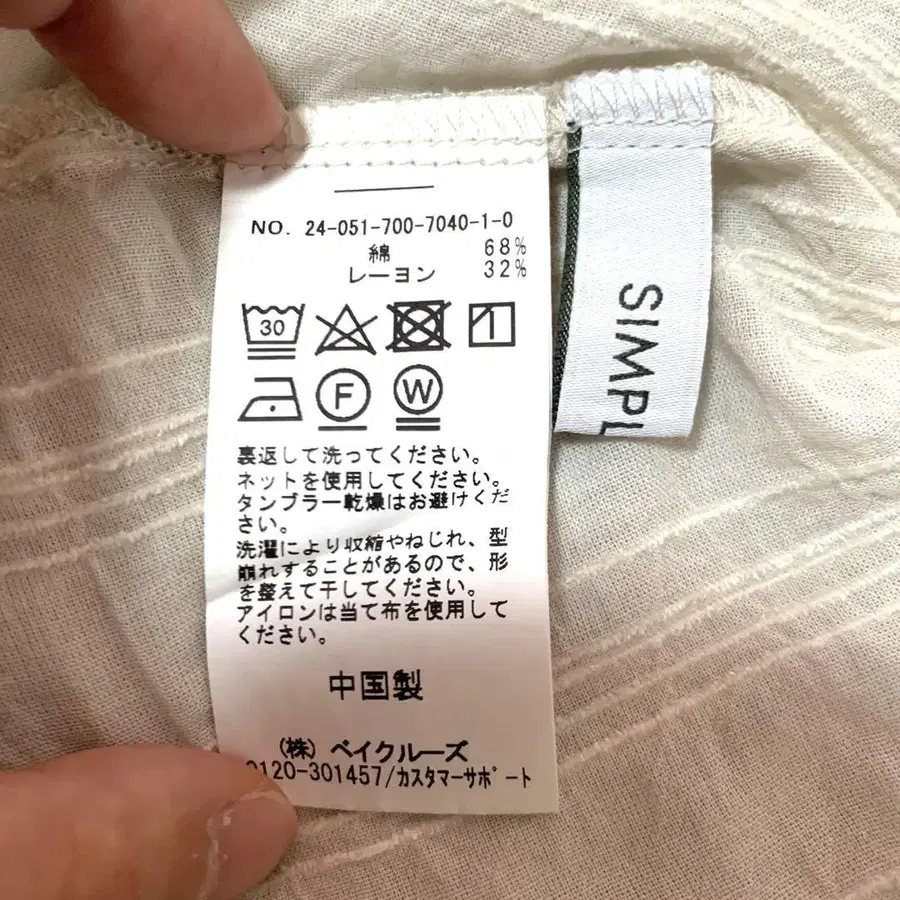 NO. 24-051-700-7040-1-0
綿 68%
レーヨン 32%
30
F
W
裏返して洗ってください。
ネットを使用してください。
タンブラー乾燥はお避けくだ
さい。
洗濯により収縮やねじれ、型
崩れすることがあるので、形
を整えて干してください。
アイロンは当て布を使用して
ください。
中国製
(株) ベイクルーズ
0120-301457/カスタマーサポート
SIMPL